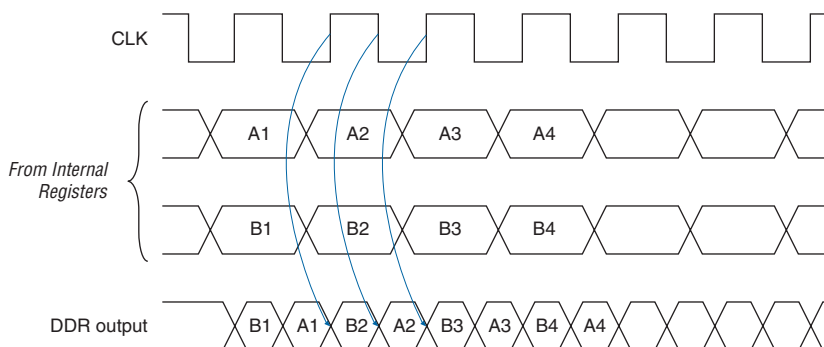 CLK
A1 A2 A3 A4
From Internal
Registers
B1 B2 B3 B4
DDR output B1 A1 B2 A2 B3 A3 B4 A4